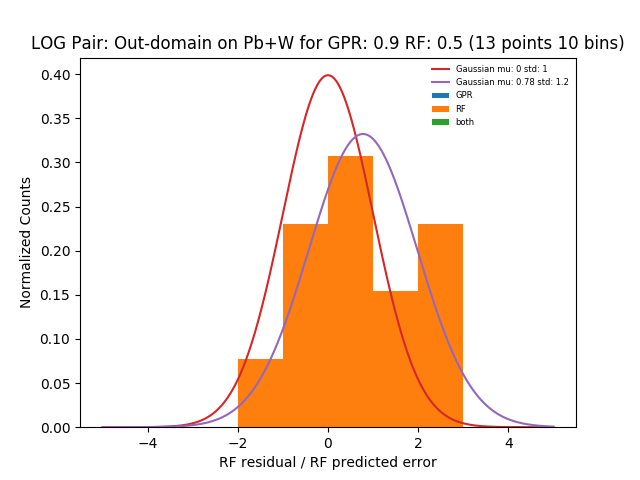 LOG Pair: Out-domain on Pb+W for GPR: 0.9 RF: 0.5 (13 points 10 bins)
Gaussian mu: 0 std: 1
Gaussian mu: 0.78 std: 1.2
GPR
RF
both
Normalized Counts
0.40
0.35
0.30
0.25
0.20
0.15
0.10
0.05
0.00
−4 −2 0 2 4
RF residual / RF predicted error